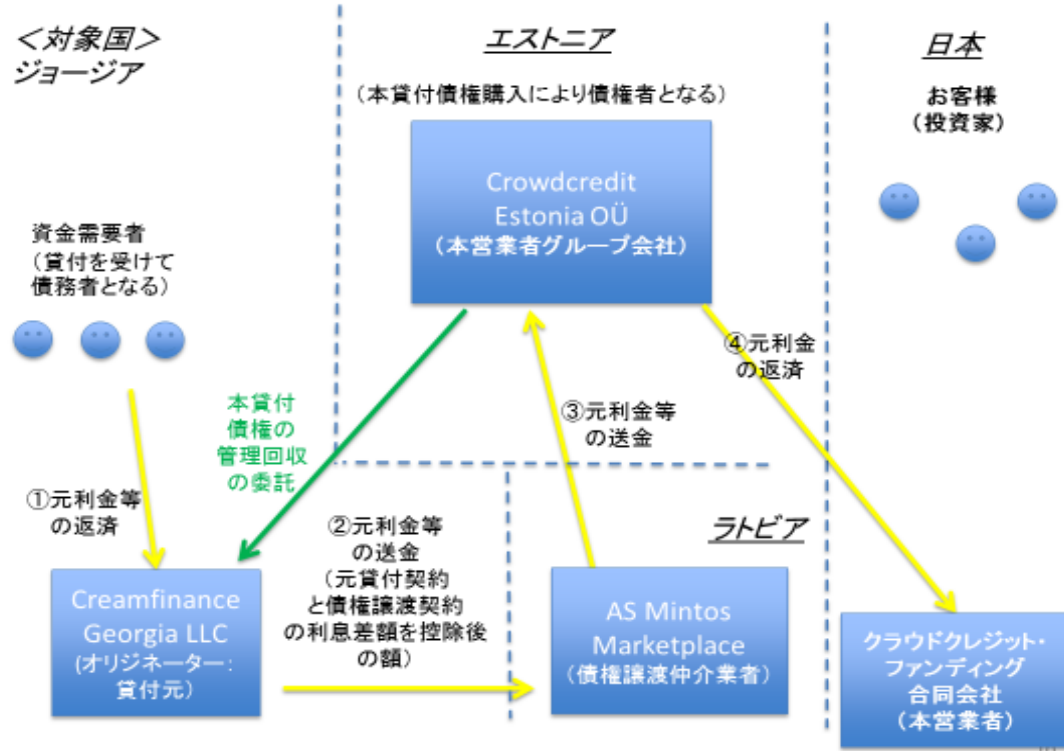 <対象国>
ジョージア
エストニア
日本
(本貸付債権購入により債権者となる)
お客様
(投資家)
Crowdcredit
Estonia OÜ
(本営業者グループ会社)
資金需要者
(貸付を受けて
債務者となる)
④元利金
の返済
本貸付
債権の
管理回収
の委託
③元利金等
の送金
①元利金等
の返済
②元利金等
の送金
(元貸付契約
と債権譲渡契約
の利息差額を控除後
の額)
ラトビア
Creamfinance
Georgia LLC
(オリジネーター:
貸付元)
AS Mintos
Marketplace
(債権譲渡仲介業者)
クラウドクレジット・
ファンディング
合同会社
(本営業者)